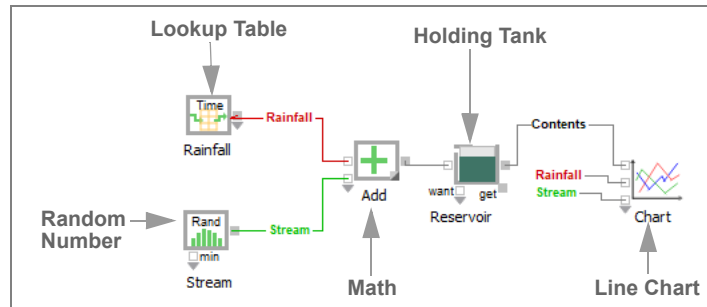 Lookup Table
Holding Tank
Time
Rainfall
Rainfall
Contents
Rainfall
Stream
Add
want
get
Reservoir
Chart
Random
Number
Rand
Stream
min
Stream
Math
Line Chart